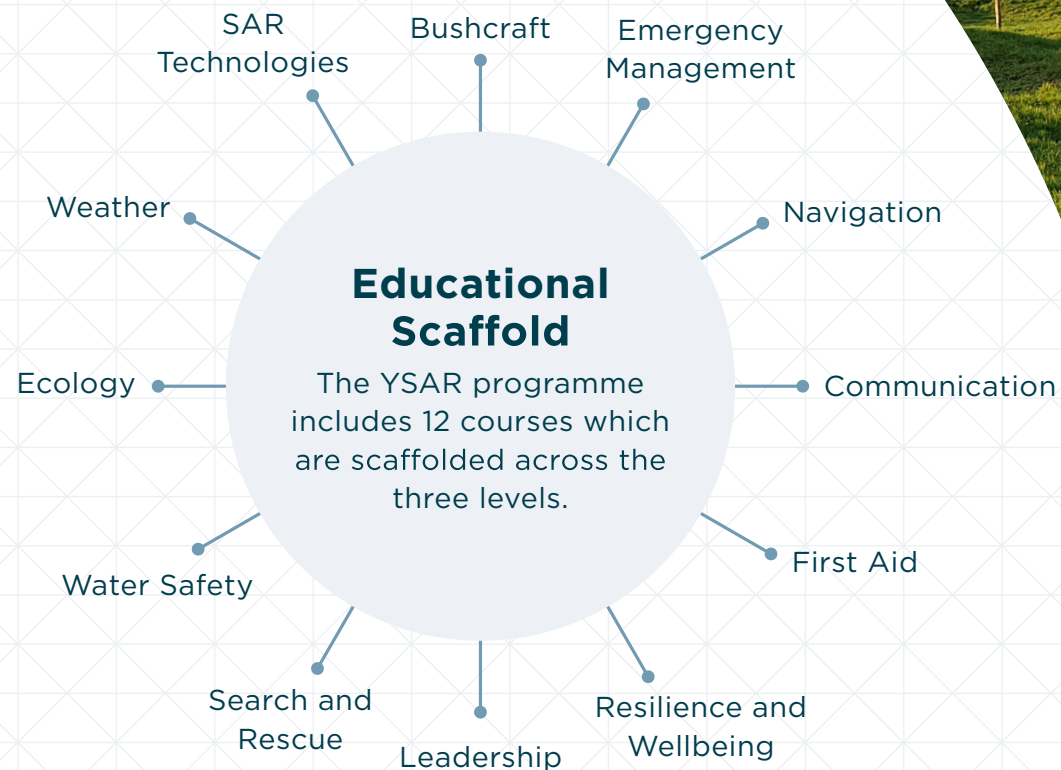 SAR
Technologies
Bushcraft
Emergency
Management
Weather
Navigation
Educational
Scaffold
The YSAR programme
includes 12 courses which
are scaffolded across the
three levels.
Ecology
Communication
Water Safety
First Aid
Search and
Rescue
Leadership
Resilience and
Wellbeing